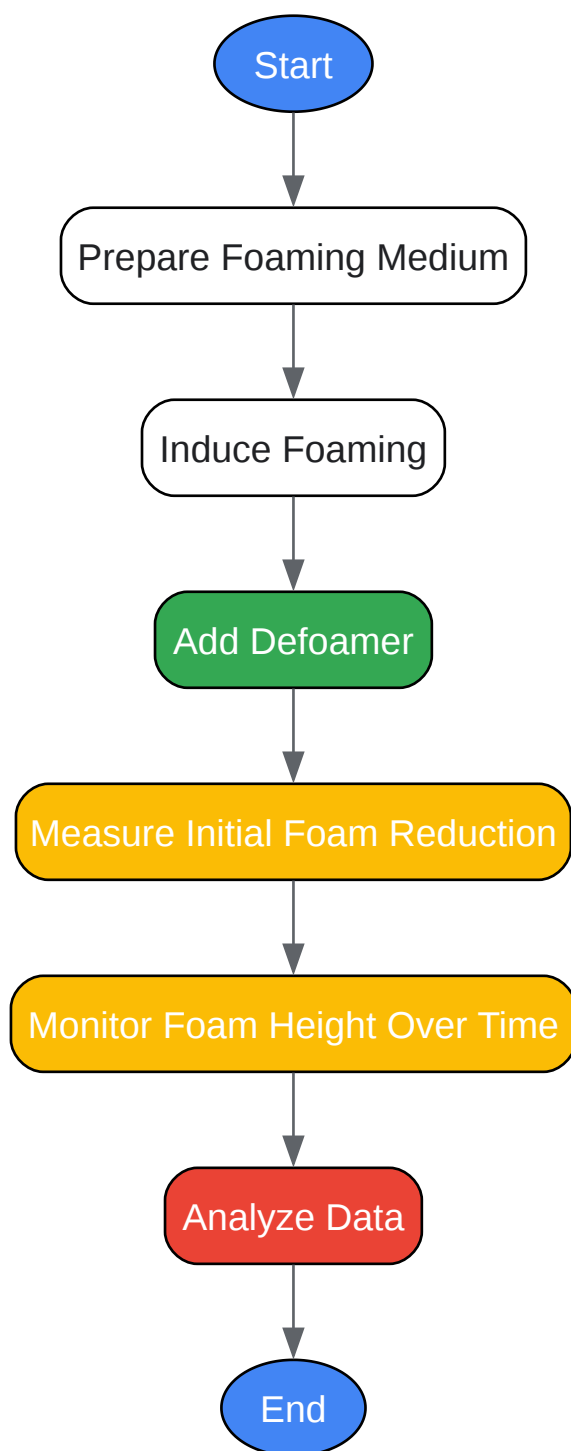 Start
Prepare Foaming Medium
Induce Foaming
Add Defoamer
Measure Initial Foam Reduction
Monitor Foam Height Over Time
Analyze Data
End